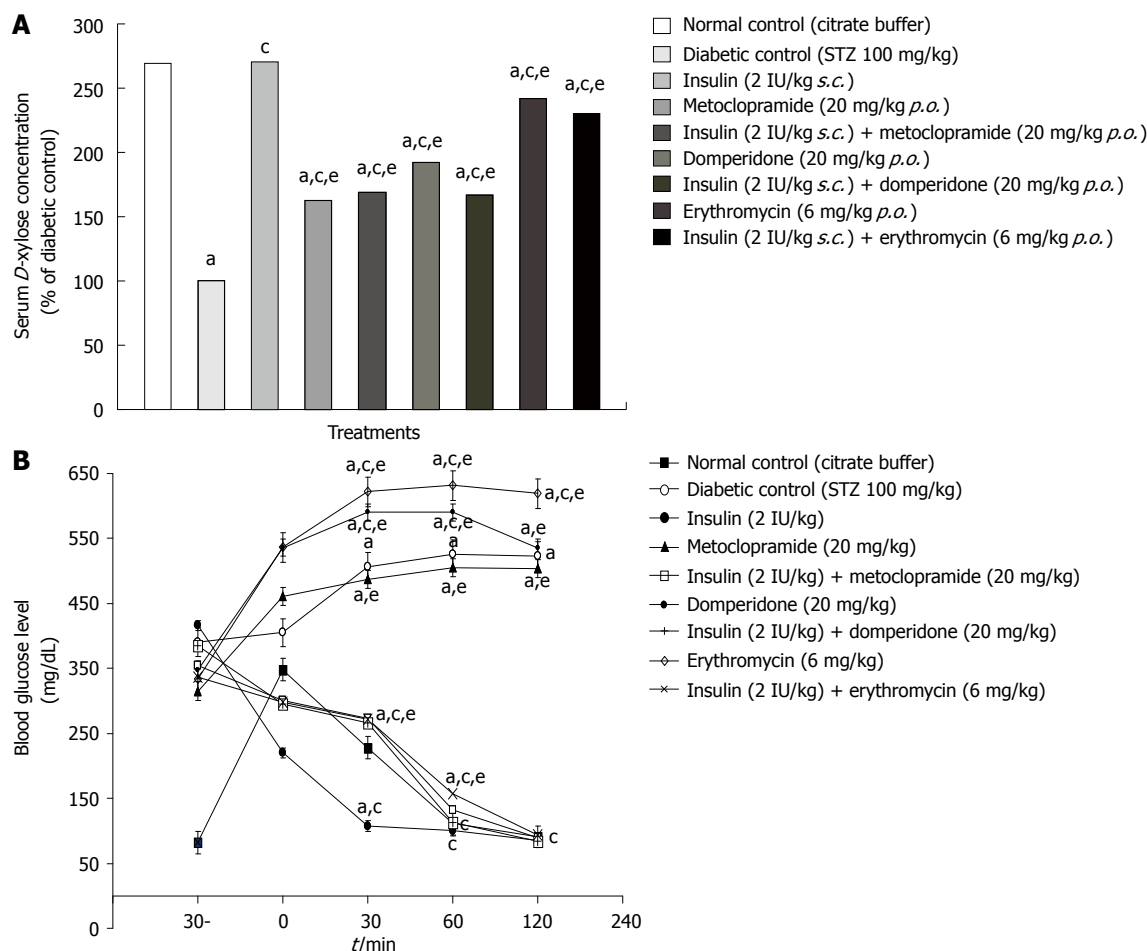 A
Serum D-xylose concentration
(% of diabetic control)
300
250
200
150
100
50
0
a
c
a,c,e
a,c,e
a,c,e
a,c,e
a,c,e
a,c,e
Treatments
Normal control (citrate buffer)
Diabetic control (STZ 100 mg/kg)
Insulin (2 IU/kg s.c.)
Metoclopramide (20 mg/kg p.o.)
Insulin (2 IU/kg s.c.) + metoclopramide (20 mg/kg p.o.)
Domperidone (20 mg/kg p.o.)
Insulin (2 IU/kg s.c.) + domperidone (20 mg/kg p.o.)
Erythromycin (6 mg/kg p.o.)
Insulin (2 IU/kg s.c.) + erythromycin (6 mg/kg p.o.)
B
Blood glucose level
(mg/dL)
650
550
450
350
250
150
50
0
a,c,e
a,c,e
a,c,e
a,c,e
a,c,e
a,e
a
a
a
a,e
a,e
a,e
a,c,e
a,c,e
a,c
c
c
c
30-
0
30
60
120
240
t/min
Normal control (citrate buffer)
Diabetic control (STZ 100 mg/kg)
Insulin (2 IU/kg)
Metoclopramide (20 mg/kg)
Insulin (2 IU/kg) + metoclopramide (20 mg/kg)
Domperidone (20 mg/kg)
Insulin (2 IU/kg) + domperidone (20 mg/kg)
Erythromycin (6 mg/kg)
Insulin (2 IU/kg) + erythromycin (6 mg/kg)